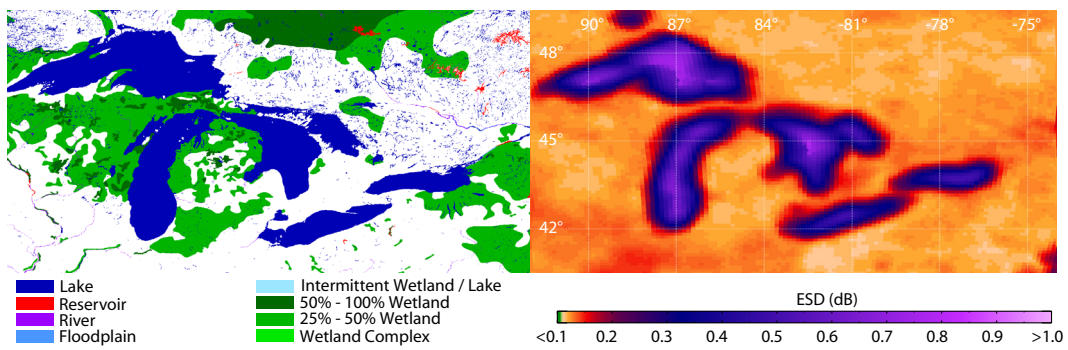 90° -87° 84° -81° -78° -75°
48°
45°
42°
Lake
Reservoir
River
Floodplain
Intermittent Wetland / Lake
50% - 100% Wetland
25% - 50% Wetland
Wetland Complex
ESD (dB)
<0.1 0.2 0.3 0.4 0.5 0.6 0.7 0.8 0.9 >1.0